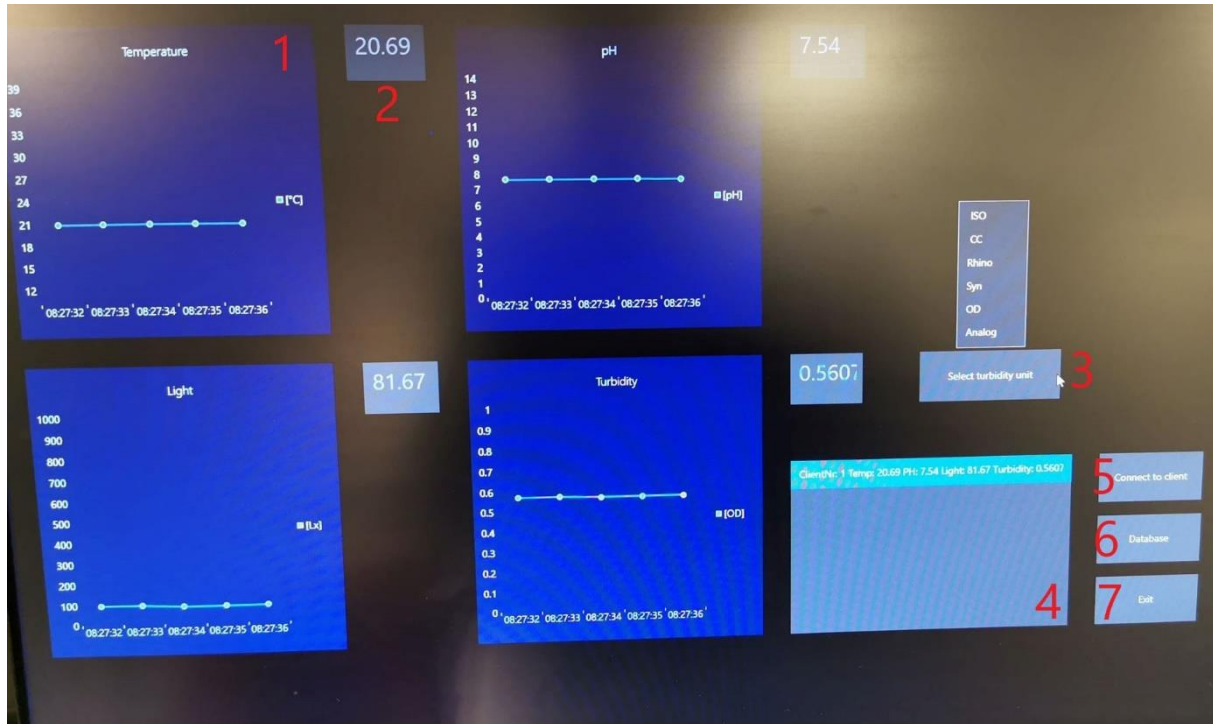 Temperature
1
20.69
2
39
36
33
30
27
24
21
18
15
12
[°C]
08:27:32 08:27:33 08:27:34 08:27:35 08:27:36
pH
7.54
14
13
12
11
10
9
8
7
6
5
4
3
2
1
0
[pH]
08:27:32 08:27:33 08:27:34 08:27:35 08:27:36
ISO
CC
Rhino
Syn
OD
Analog
Select turbidity unit
3
Light
81.67
1000
900
800
700
600
500
400
300
200
100
0
[Lx]
08:27:32 08:27:33 08:27:34 08:27:35 08:27:36
Turbidity
0.5607
1
0.9
0.8
0.7
0.6
0.5
0.4
0.3
0.2
0.1
0
[OD]
08:27:32 08:27:33 08:27:34 08:27:35 08:27:36
ClientNr: 1 Temp: 20.69 PH: 7.54 Light: 81.67 Turbidity: 0.5607
4
5
Connect to client
6
Database
7
Exit